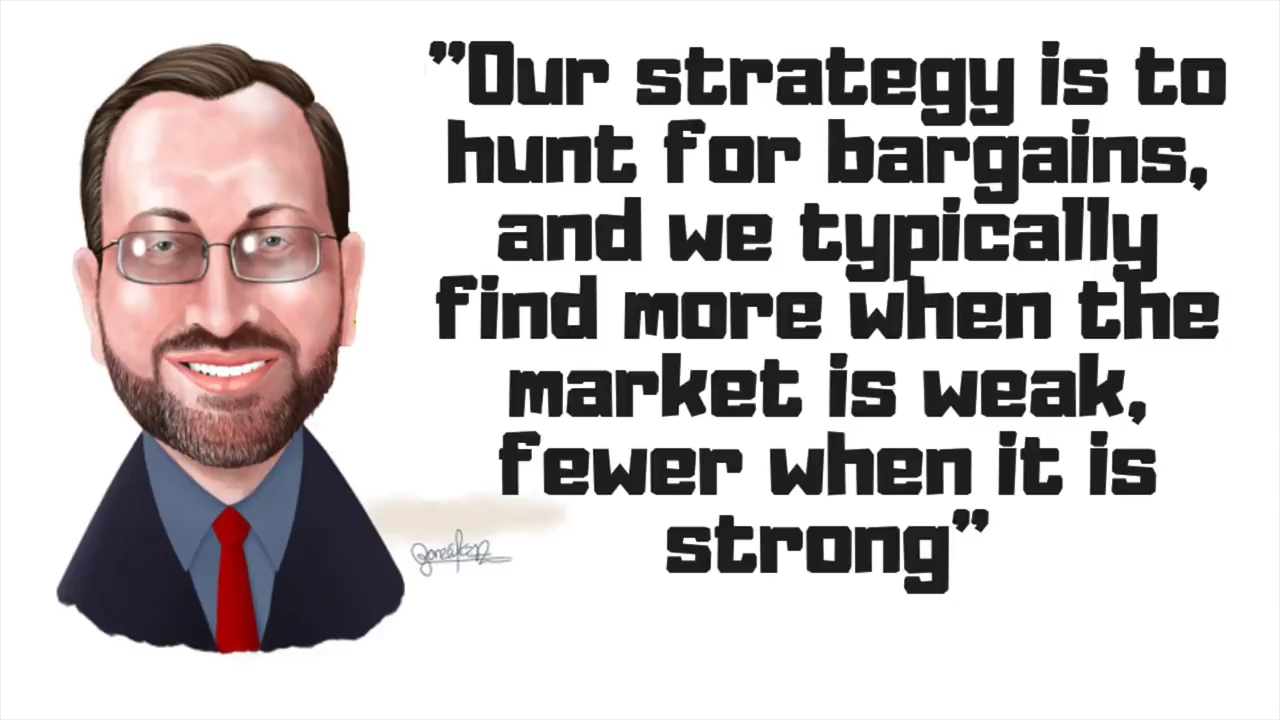 ”Our strategy is to
hunt for bargains,
and we typically
find more when the
market is weak,
fewer when it is
strong”